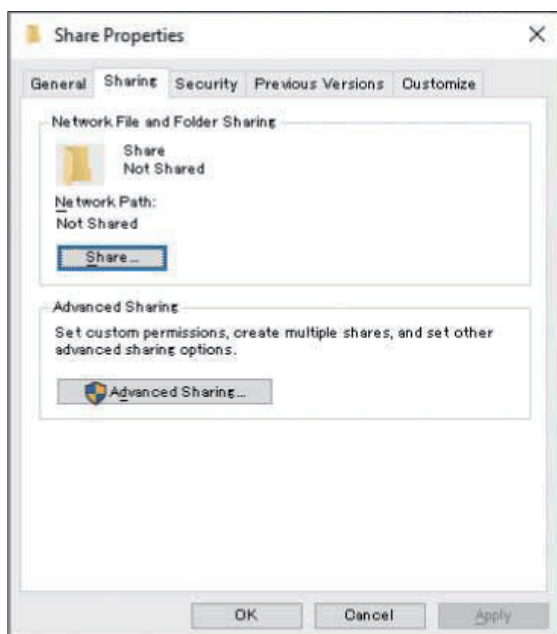 Share Properties
General Sharing Security Previous Versions Customize
Network File and Folder Sharing
Share
Not Shared
Network Path:
Not Shared
Share...
Advanced Sharing
Set custom permissions, create multiple shares, and set other
advanced sharing options.
Advanced Sharing...
OK Cancel Apply